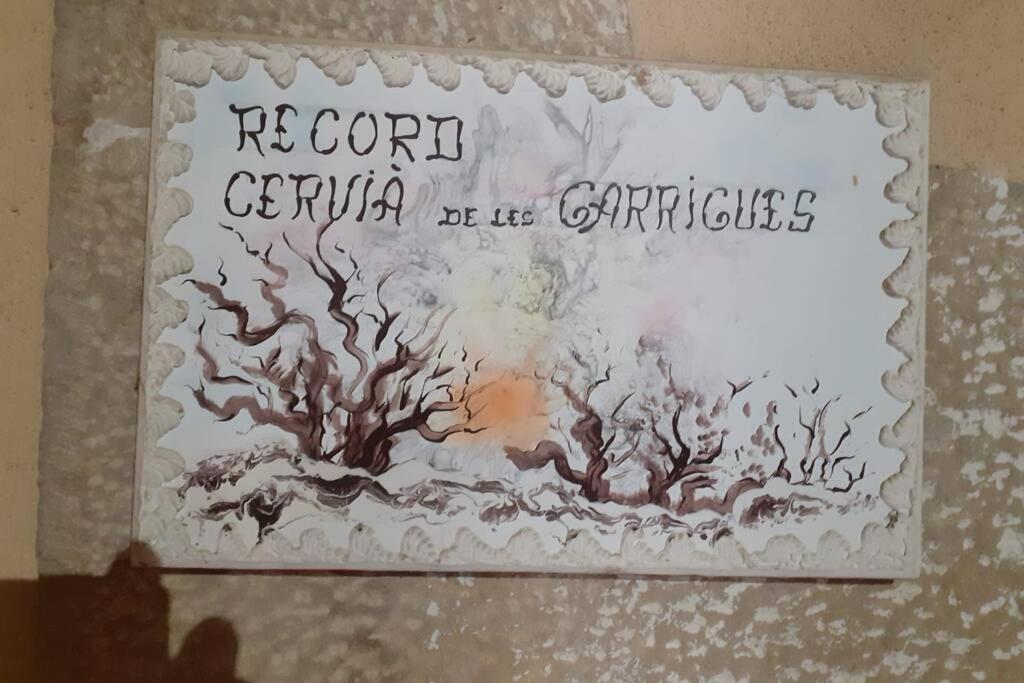 RECORD
CERVIÀ DE LES GARRIGUES